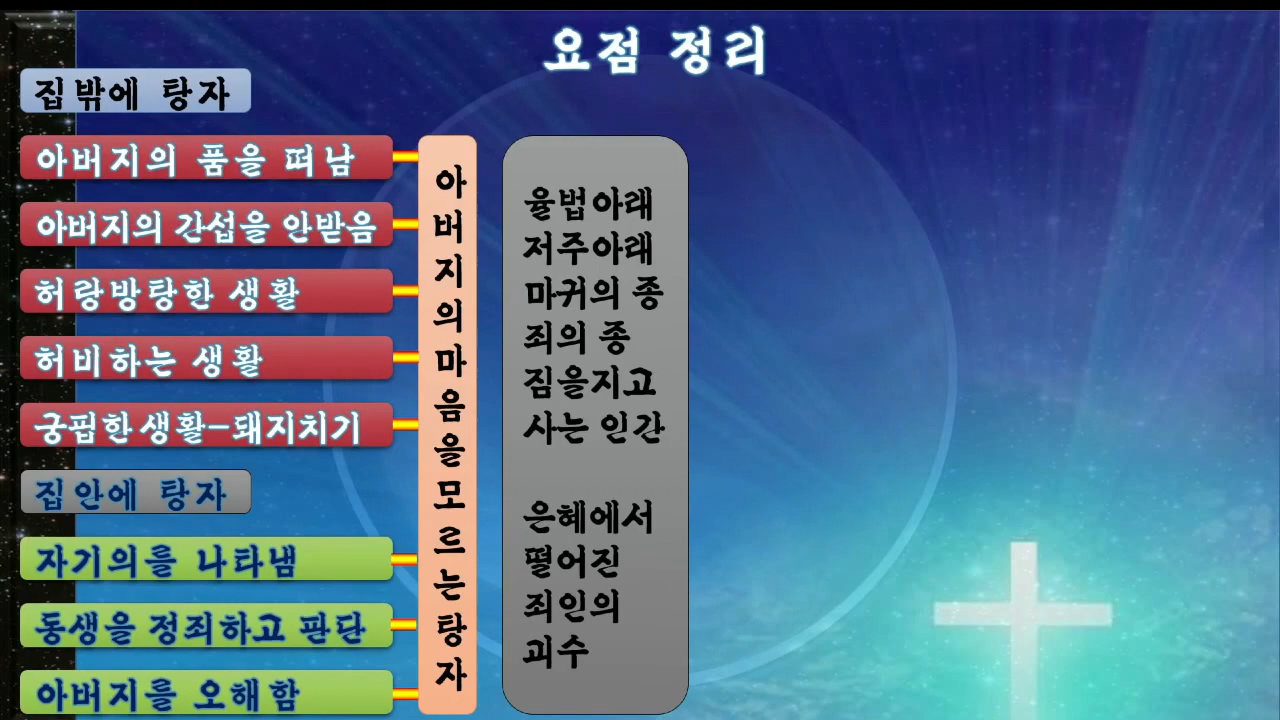 요점 정리
집밖에 탕자
아버지의 품을 떠남
아버지의 간섭을 안받음
허랑방탕한 생활
허비하는 생활
궁핍한생활-돼지치기
집안에 탕자
자기의를 나타냄
동생을 정죄하고 판단
아버지를 오해함
아버지의마음을모르는탕자
율법아래
저주아래
마귀의 종
죄의 종
짐을지고
사는 인간
은혜에서
떨어진
죄인의
괴수